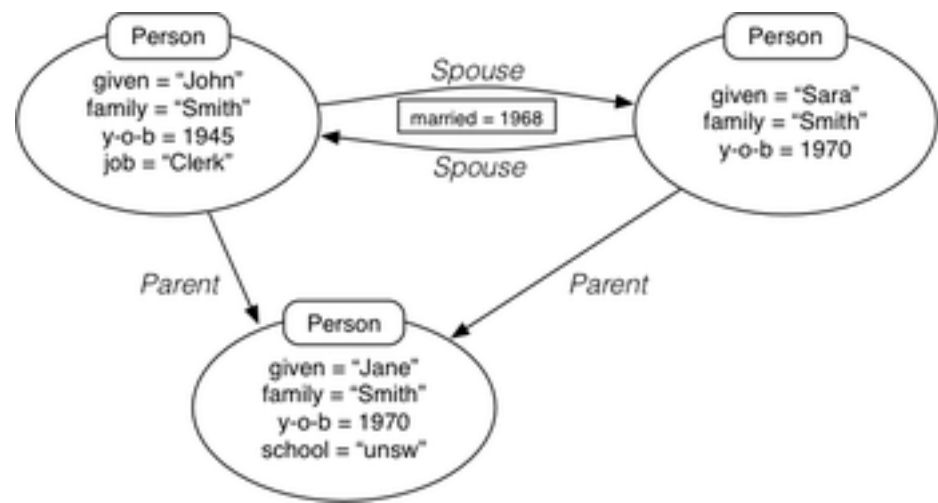 Person
given = “John”
family = “Smith”
y-o-b = 1945
job = “Clerk”
Spouse
married = 1968
Spouse
Person
given = “Sara”
family = “Smith”
y-o-b = 1970
Parent
Parent
Person
given = “Jane”
family = “Smith”
y-o-b = 1970
school = “unsw”